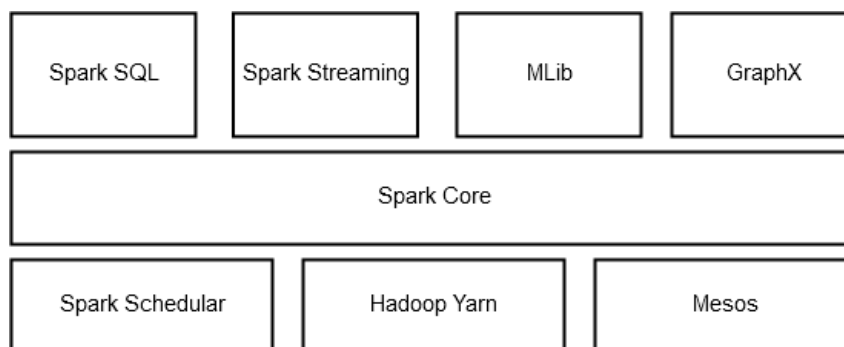 Spark SQL
Spark Streaming
MLib
GraphX
Spark Core
Spark Schedular
Hadoop Yarn
Mesos